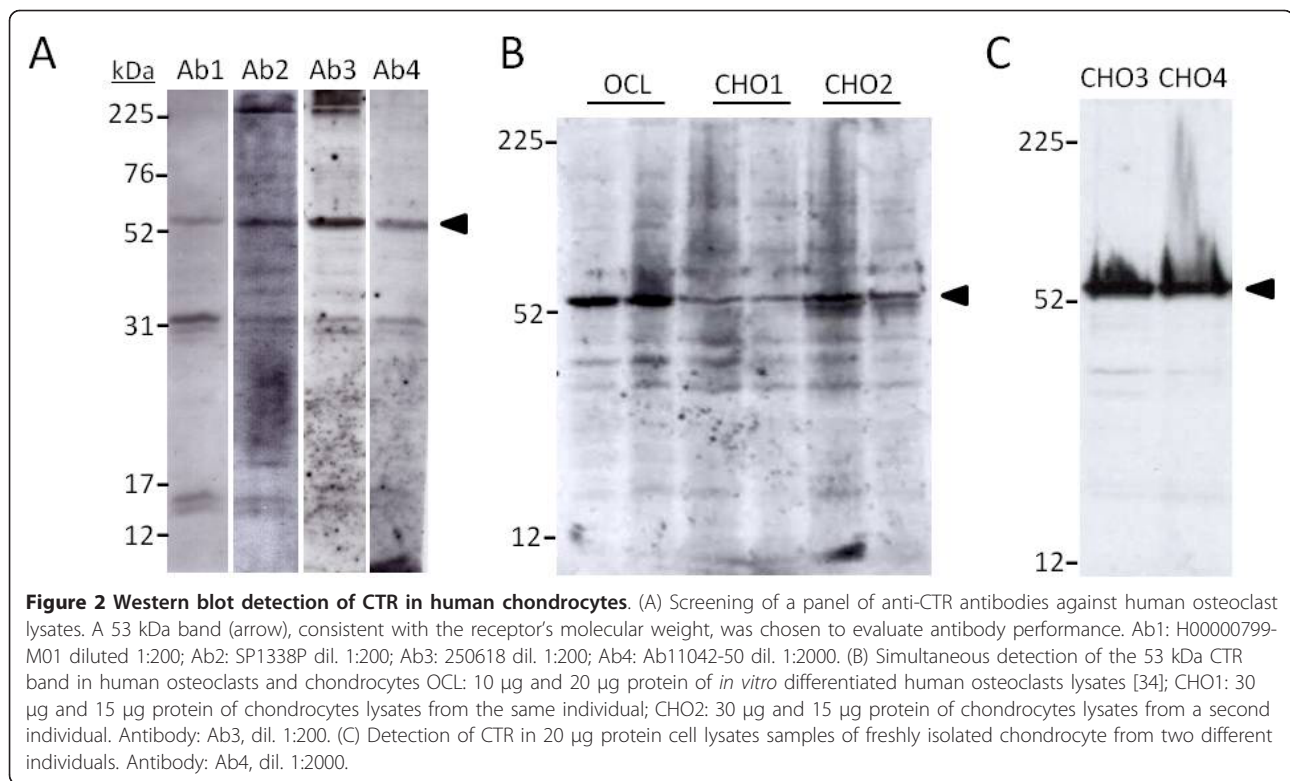 A
kDa Ab1 Ab2 Ab3 Ab4
225
76
52
31
17
12
B
OCL CHO1 CHO2
225
52
12
C
CHO3 CHO4
225
52
12
Figure 2 Western blot detection of CTR in human chondrocytes. (A) Screening of a panel of anti-CTR antibodies against human osteoclast
lysates. A 53 kDa band (arrow), consistent with the receptor's molecular weight, was chosen to evaluate antibody performance. Ab1: H00000799-
M01 diluted 1:200; Ab2: SP1338P dil. 1:200; Ab3: 250618 dil. 1:200; Ab4: Ab11042-50 dil. 1:2000. (B) Simultaneous detection of the 53 kDa CTR
band in human osteoclasts and chondrocytes OCL: 10 μg and 20 μg protein of in vitro differentiated human osteoclasts lysates [34]; CHO1: 30
μg and 15 μg protein of chondrocytes lysates from the same individual; CHO2: 30 μg and 15 μg protein of chondrocytes lysates from a second
individual. Antibody: Ab3, dil. 1:200. (C) Detection of CTR in 20 μg protein cell lysates samples of freshly isolated chondrocyte from two different
individuals. Antibody: Ab4, dil. 1:2000.